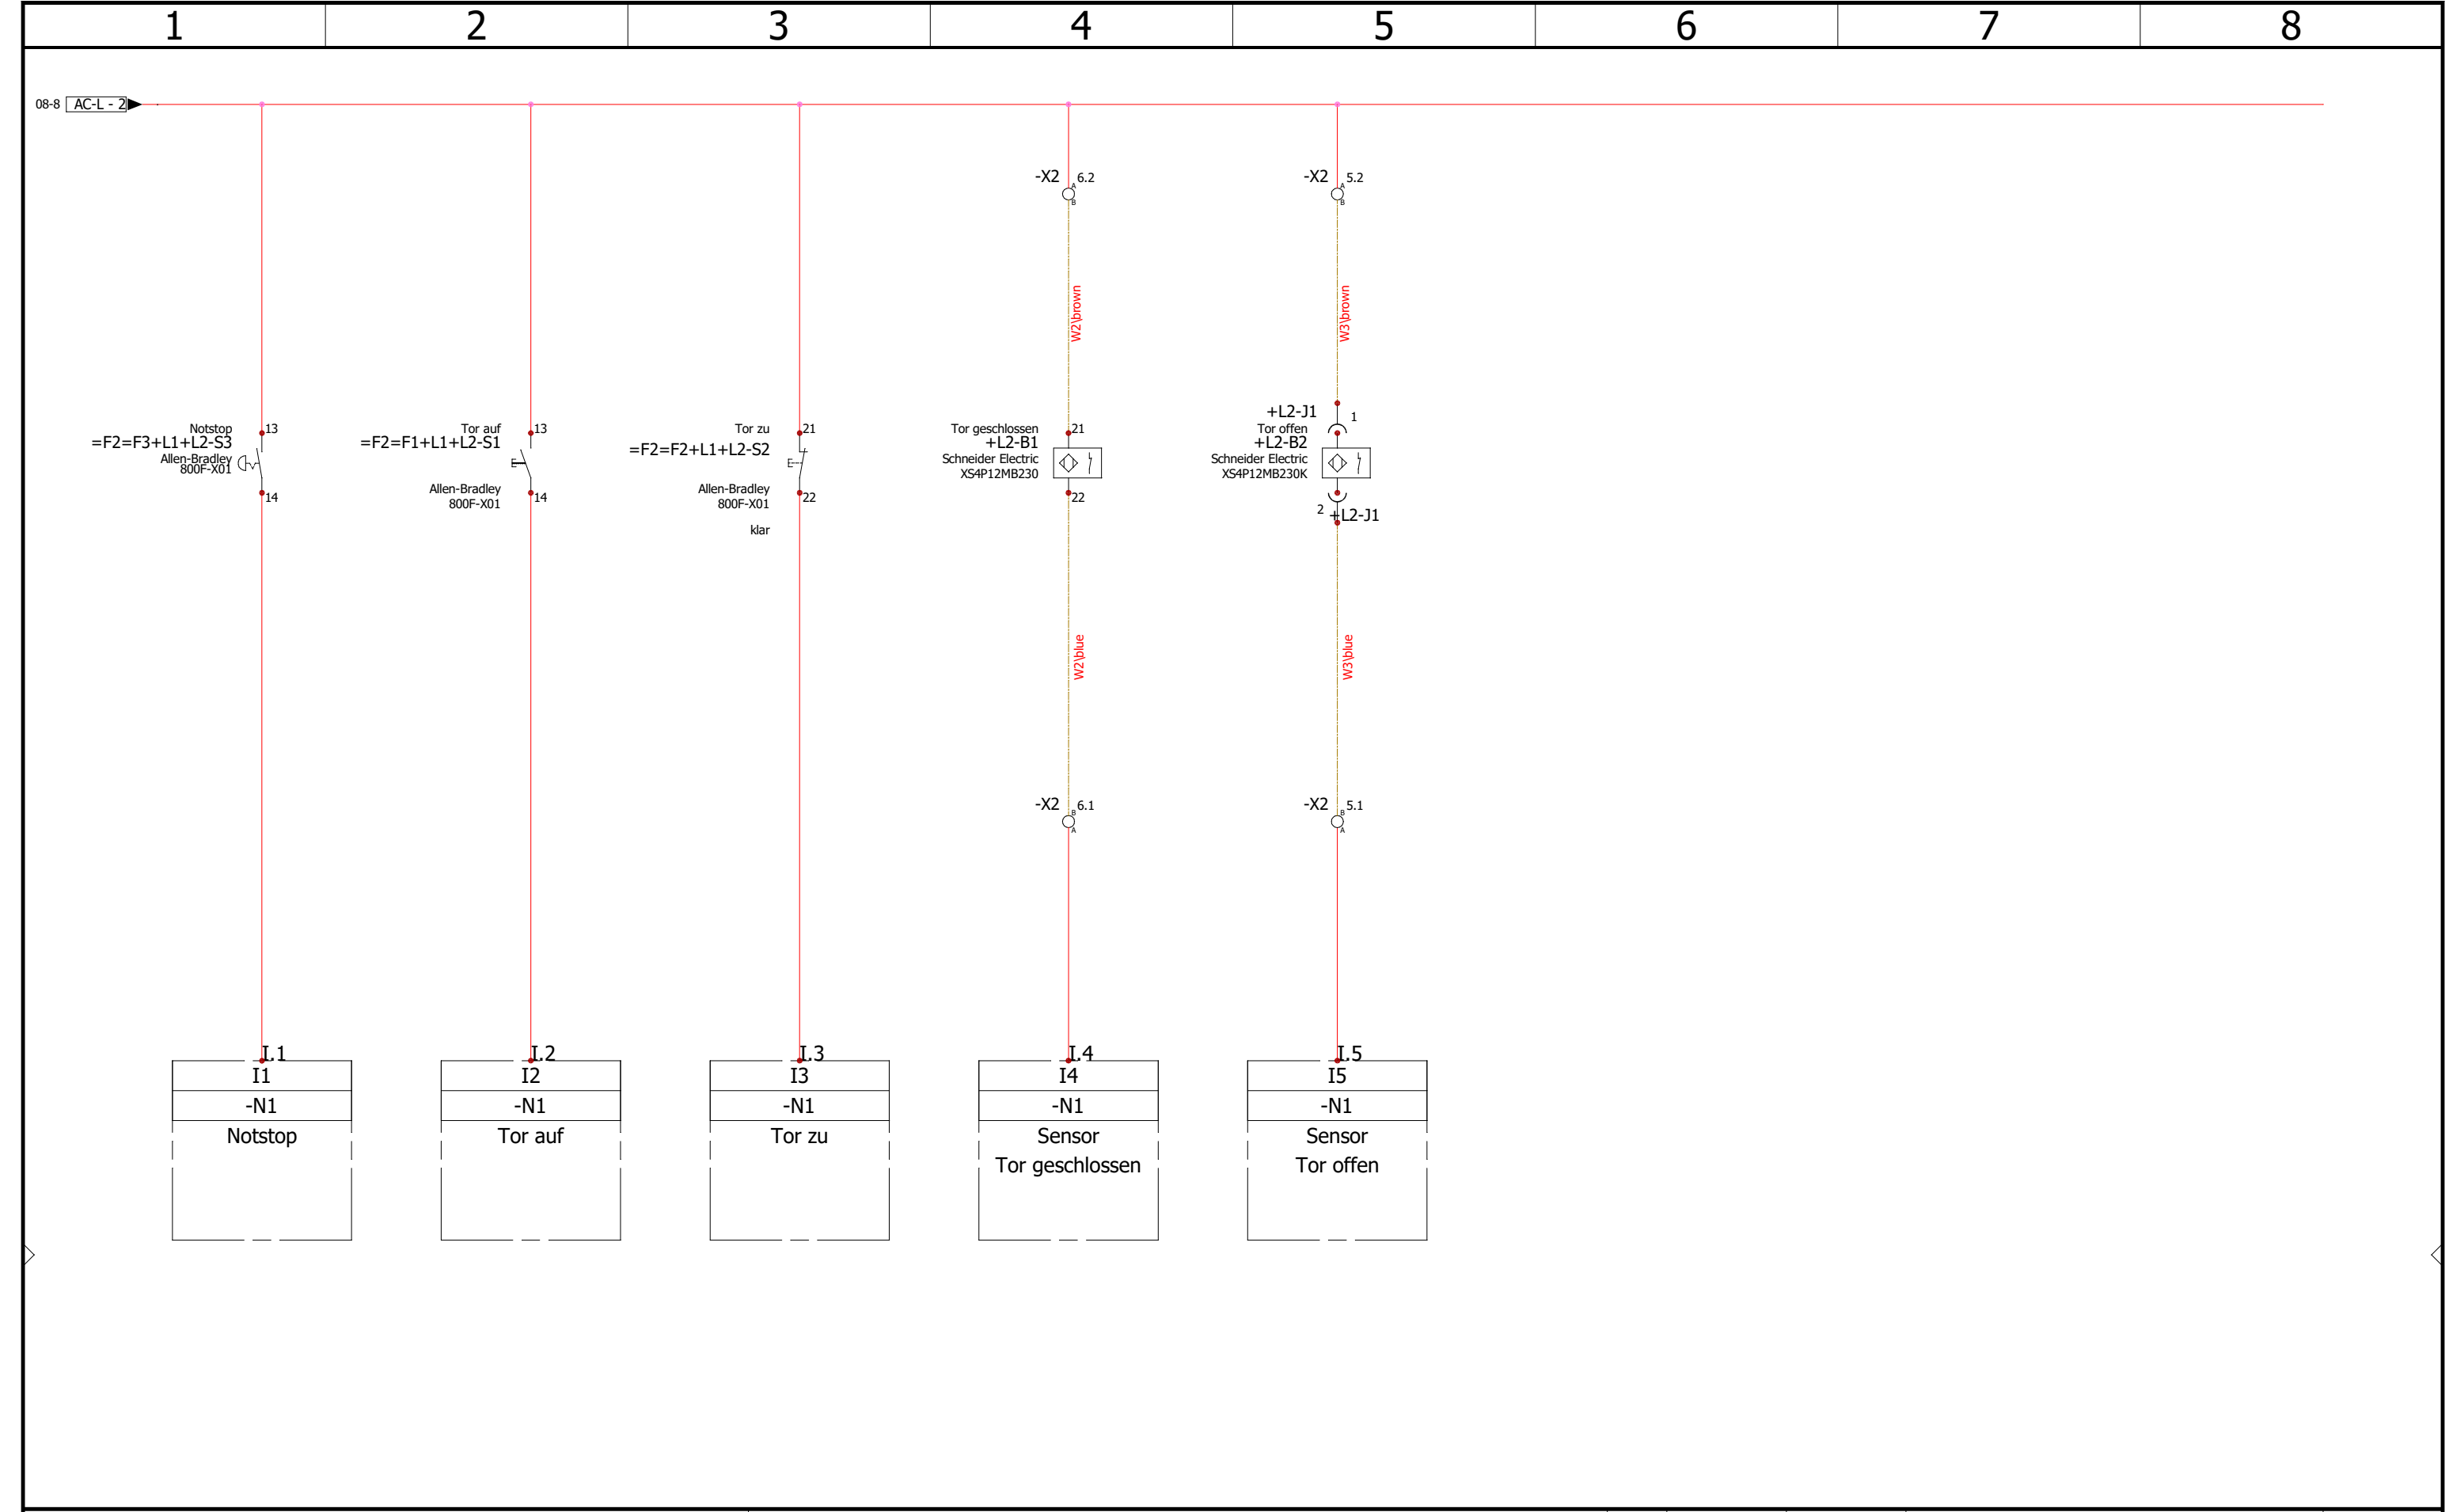 1 2 3 4 5 6 7 8
08-8 AC-L - 2
-X2 6.2
A
B
-X2 5.2
A
B
W2\brown
W3\brown
Notstop 13
=F2=F3+L1+L2-S3
Allen-Bradley
800F-X01
14
Tor auf 13
=F2=F1+L1+L2-S1
Allen-Bradley
800F-X01
14
Tor zu 21
=F2=F2+L1+L2-S2
Allen-Bradley
800F-X01
22
klar
Tor geschlossen 21
+L2-B1
Schneider Electric
XS4P12MB230
22
+L2-J1 1
Tor offen
+L2-B2
Schneider Electric
XS4P12MB230K
2 +L2-J1
W2\blue
W3\blue
-X2 6.1
B
A
-X2 5.1
B
A
I.1
I1
-N1
Notstop
I.2
I2
-N1
Tor auf
I.3
I3
-N1
Tor zu
I.4
I4
-N1
Sensor
Tor geschlossen
I.5
I5
-N1
Sensor
Tor offen